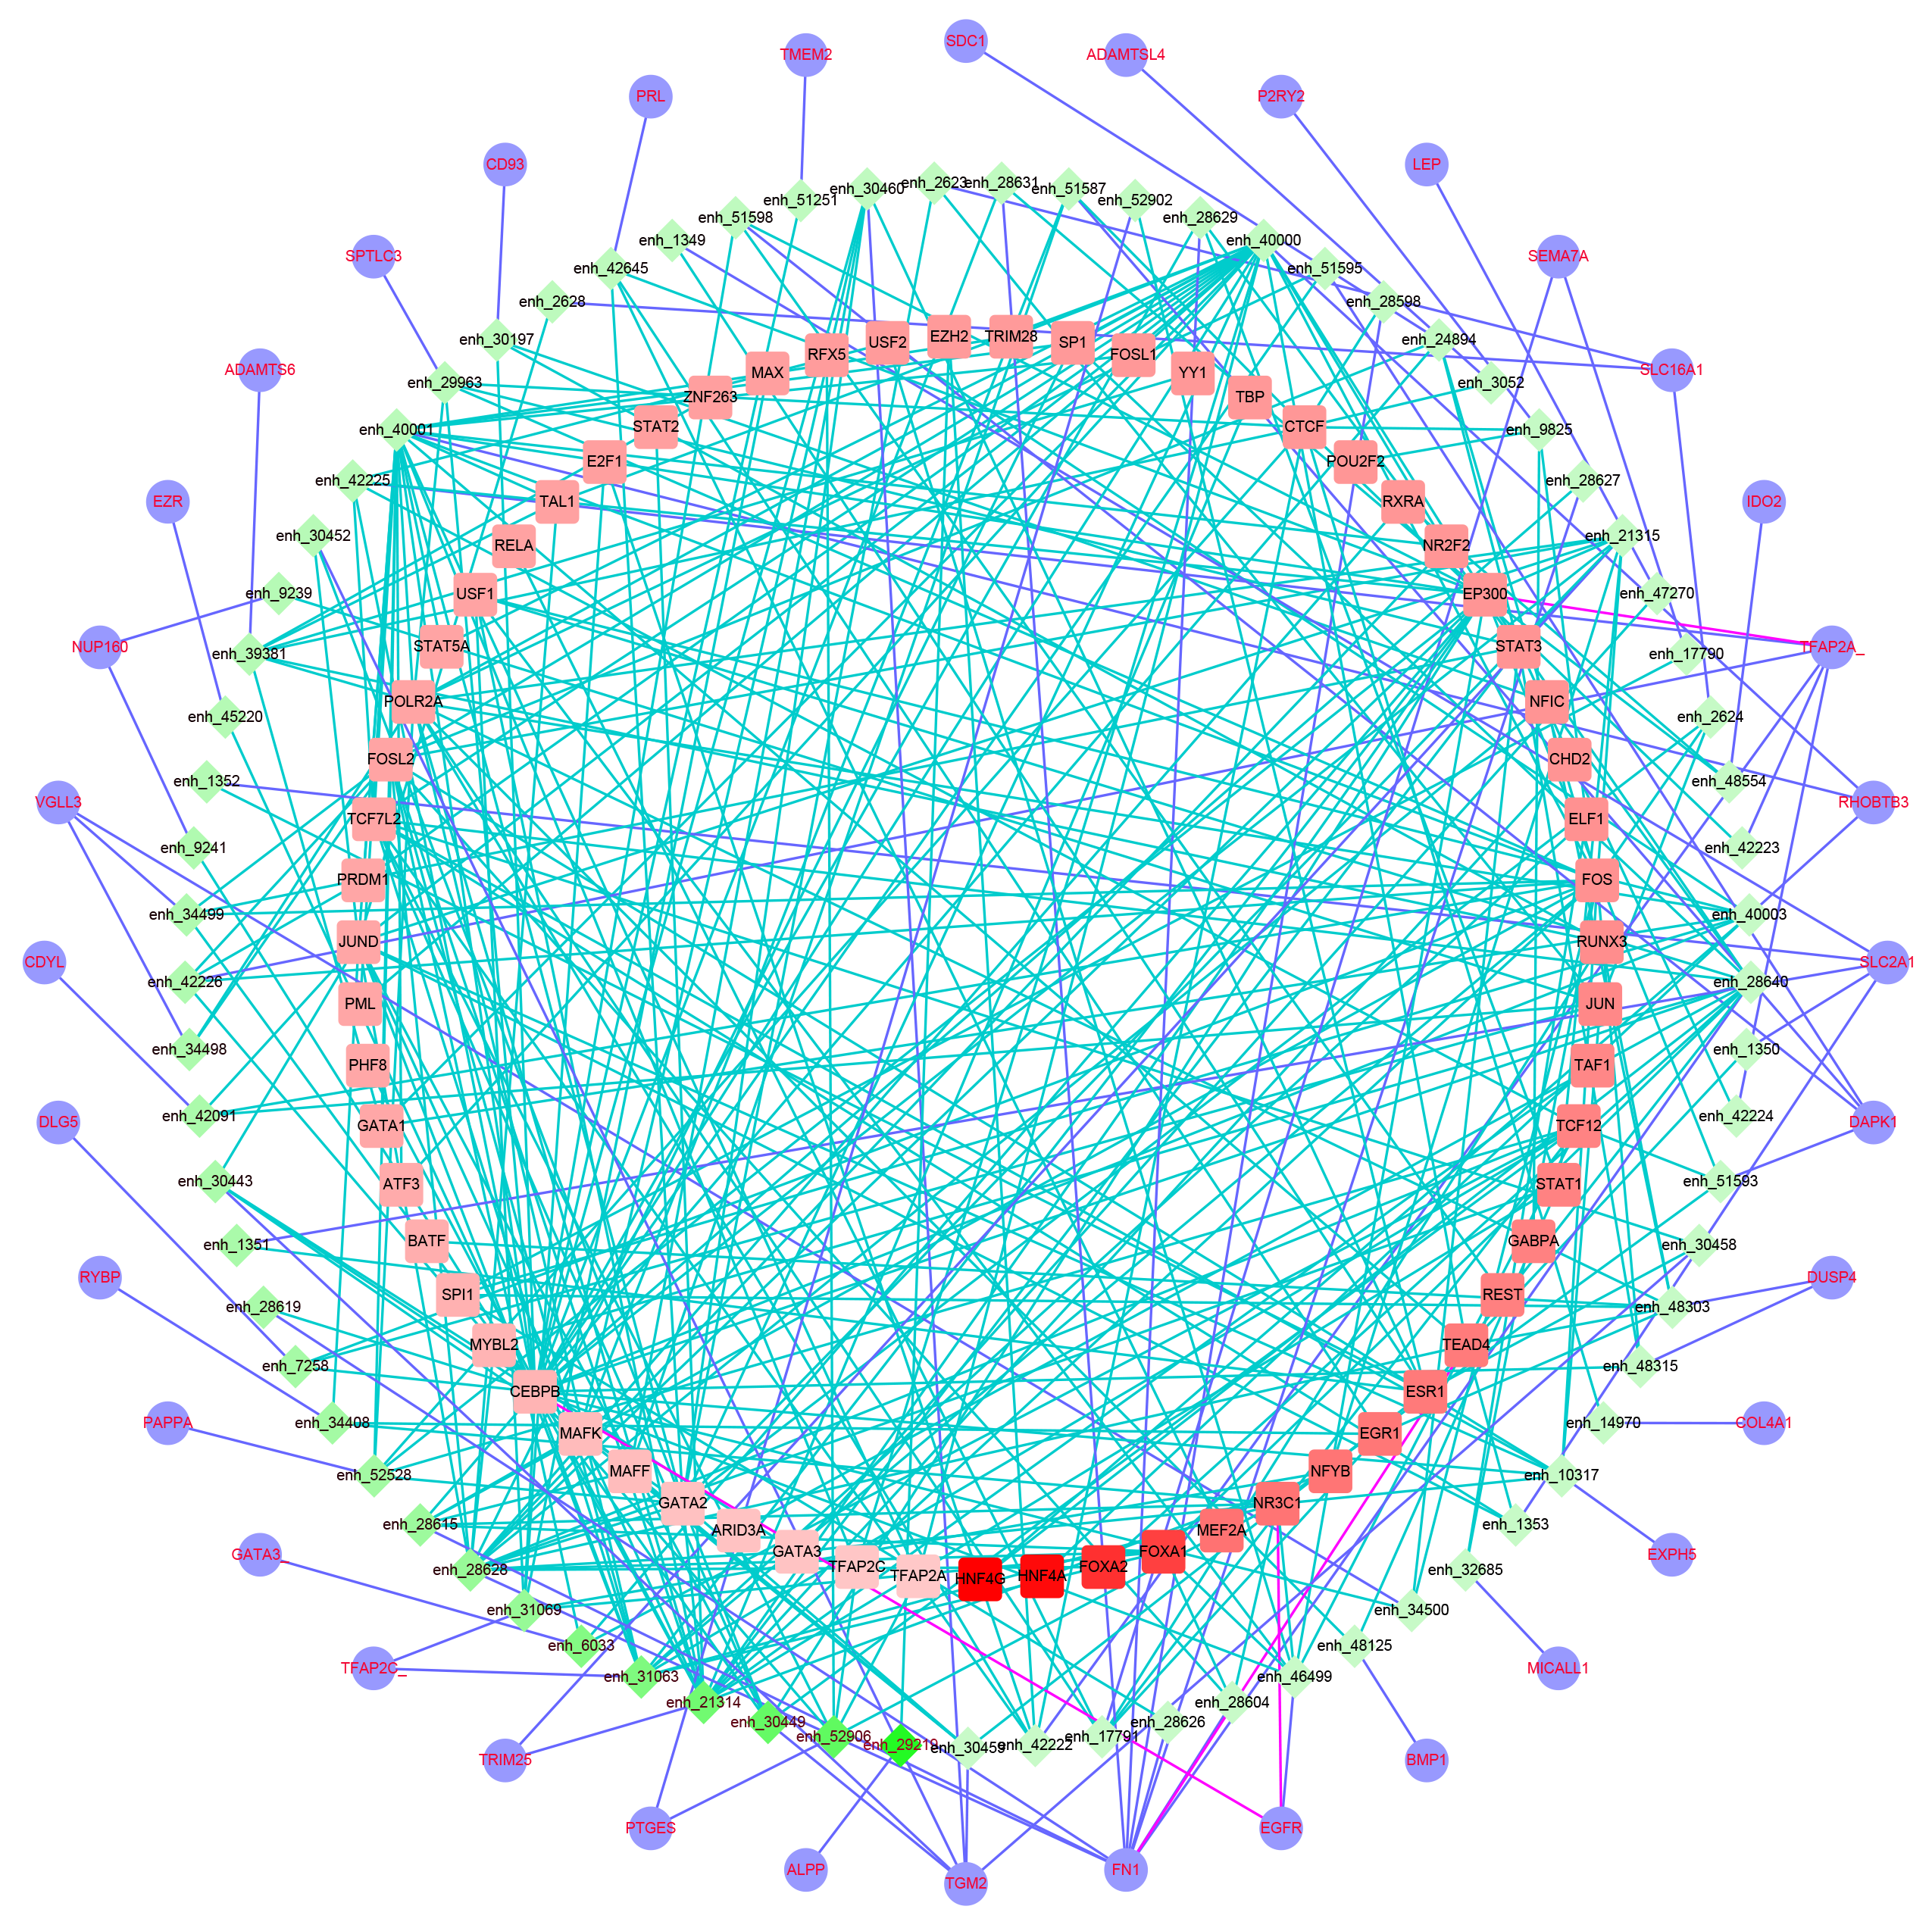 SDC1
TMEM2
ADAMTSL4
PRL
P2RY2
CD93
LEP
SPTLC3
SEMA7A
ADAMTS6
SLC16A1
EZR
IDO2
NUP160
TFAP2A_
VGLL3
RHOBTB3
CDYL
SLC2A1
DLG5
DAPK1
RYBP
DUSP4
PAPPA
COL4A1
GATA3_
EXPH5
TFAP2C_
MICALL1
TRIM25
BMP1
PTGES
EGFR
ALPP
FN1
TGM2
enh_30460
enh_2623
enh_28631
enh_51587
enh_52902
enh_28629
enh_40000
enh_51595
enh_28598
enh_24894
enh_3052
enh_9825
enh_28627
enh_21315
enh_47270
enh_17790
enh_2624
enh_48554
enh_42223
enh_40003
enh_28640
enh_1350
enh_42224
enh_51593
enh_30458
enh_48303
enh_48315
enh_14970
enh_10317
enh_1353
enh_32685
enh_34500
enh_48125
enh_46499
enh_28604
enh_28626
enh_17791
enh_42222
enh_30459
enh_29219
enh_52906
enh_30449
enh_21314
enh_31063
enh_6033
enh_31069
enh_28628
enh_28615
enh_52528
enh_34408
enh_7258
enh_28619
enh_1351
enh_30443
enh_42091
enh_34498
enh_42226
enh_34499
enh_9241
enh_1352
enh_45220
enh_39381
enh_9239
enh_30452
enh_42225
enh_40001
enh_29963
enh_30197
enh_2628
enh_42645
enh_1349
enh_51598
enh_51251
EZH2
TRIM28
SP1
FOSL1
YY1
TBP
CTCF
POU2F2
RXRA
NR2F2
EP300
STAT3
NFIC
CHD2
ELF1
FOS
RUNX3
JUN
TAF1
TCF12
STAT1
GABPA
REST
TEAD4
ESR1
EGR1
NFYB
NR3C1
MEF2A
FOXA1
FOXA2
HNF4A
HNF4G
TFAP2A
TFAP2C
GATA3
ARID3A
GATA2
MAFF
MAFK
CEBPB
MYBL2
SPI1
BATF
ATF3
GATA1
PHF8
PML
JUND
PRDM1
TCF7L2
FOSL2
POLR2A
STAT5A
USF1
RELA
TAL1
E2F1
STAT2
ZNF263
MAX
RFX5
USF2